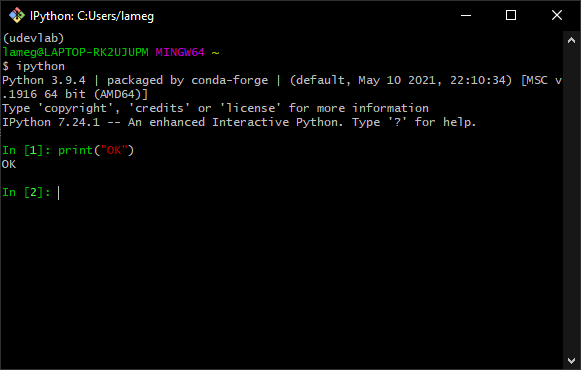 IPython: C:Users/lameg
(udevlab)
lameg@LAPTOP-RK2UJUPM MINGW64 ~
$ ipython
Python 3.9.4 | packaged by conda-forge | (default, May 10 2021, 22:10:34) [MSC v
.1916 64 bit (AMD64)]
Type 'copyright', 'credits' or 'license' for more information
IPython 7.24.1 -- An enhanced Interactive Python. Type '?' for help.
In [1]: print("OK")
OK
In [2]: